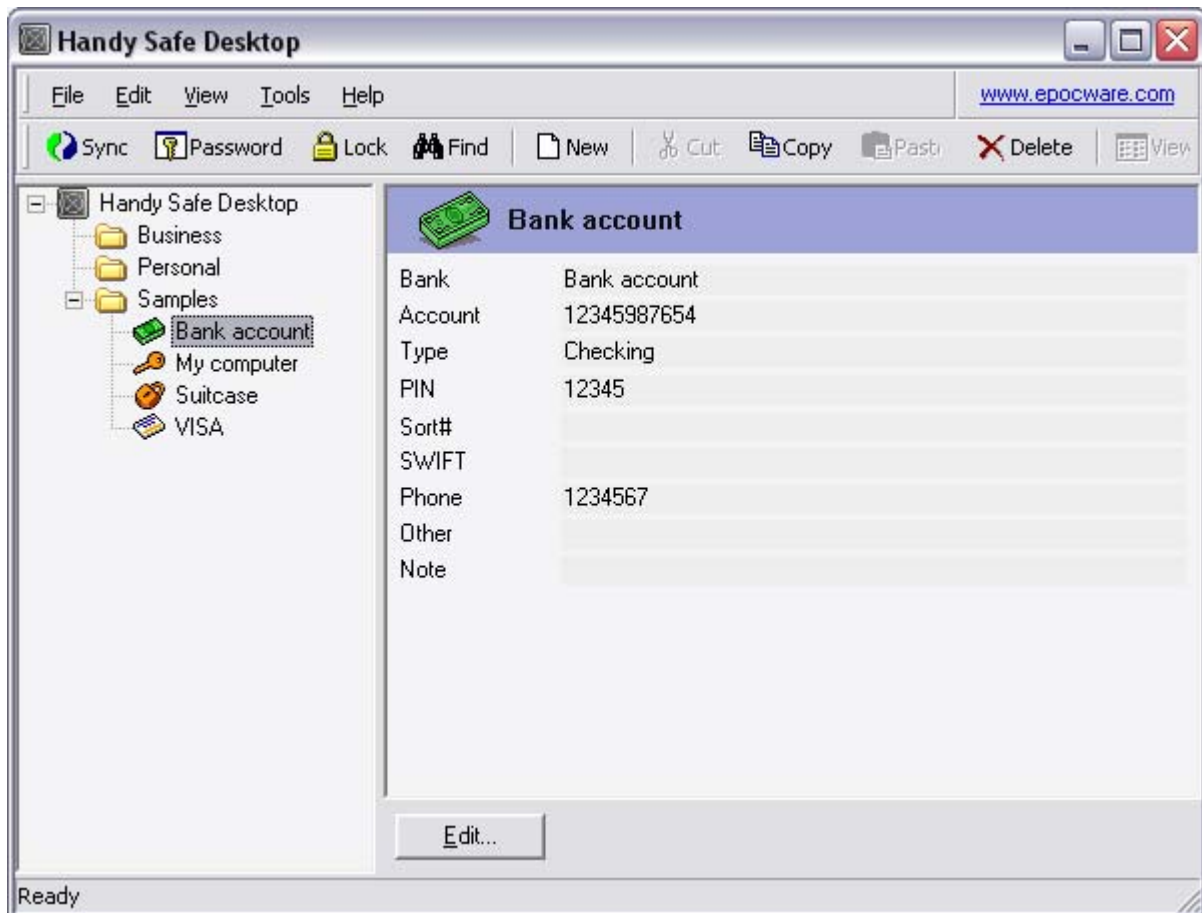 Handy Safe Desktop
File Edit View Tools Help www.epocware.com
Sync Password Lock Find New Cut Copy Past Delete View
Handy Safe Desktop
Business
Personal
Samples
Bank account
My computer
Suitcase
VISA
Bank account
Bank Bank account
Account 12345987654
Type Checking
PIN 12345
Sort#
SWIFT
Phone 1234567
Other
Note
Edit...
Ready